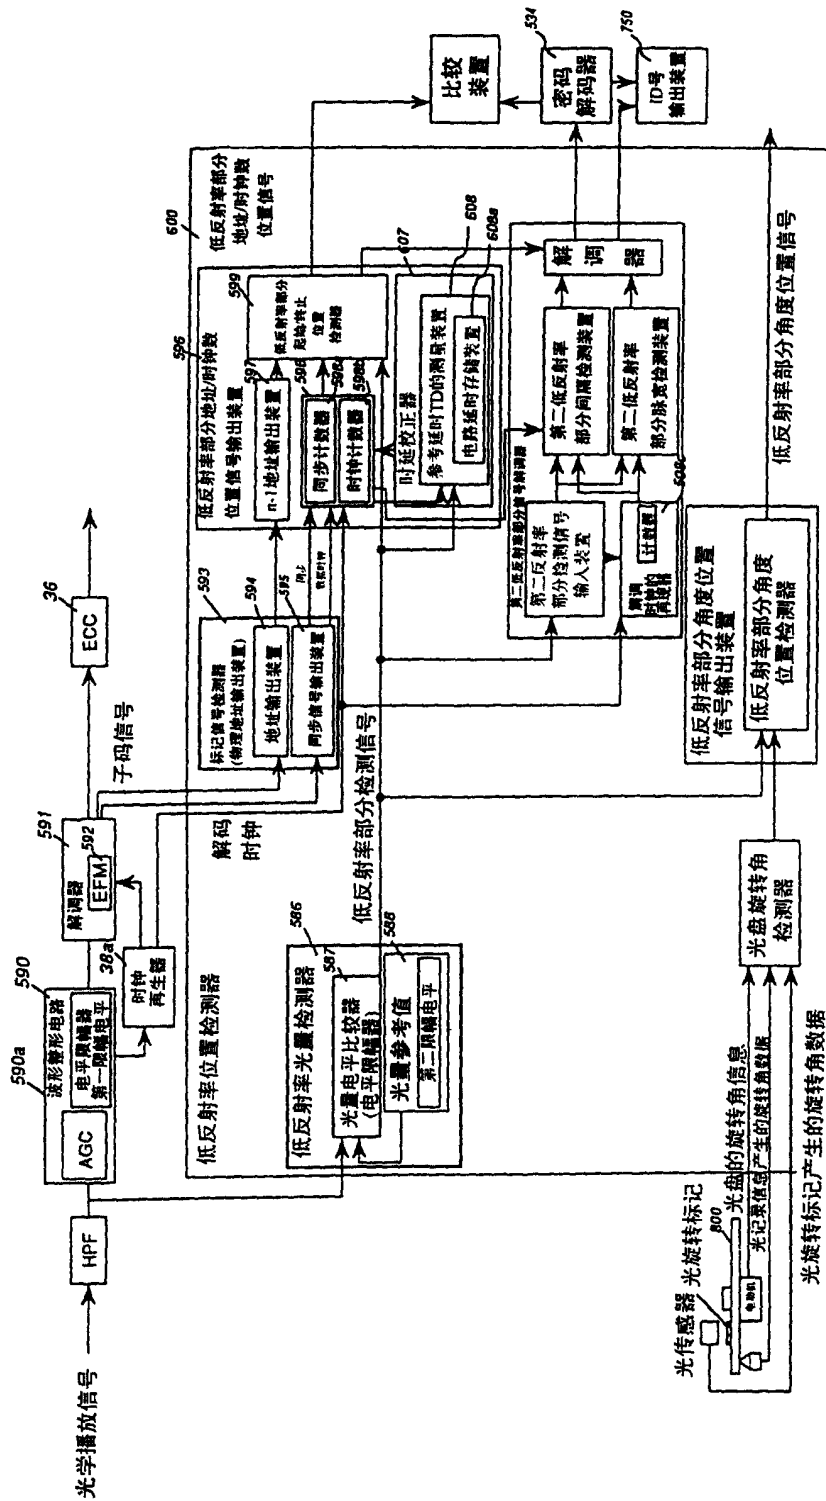 光学播放信号
HPF
590a
590
波形整形电路
AGC
电平限幅器
第一限幅电平
38a
时钟
再生器
591
解调器
592
EFM
子码信号
36
ECC
解码
时钟
低反射率位置检测器
586
低反射率光量检测器
587
光量电平比较器
(电平限幅器)
588
光量参考值
第二限幅电平
低反射率部分检测信号
593
标记信号检测器
(物理地址输出装置)
594
地址输出装置
595
同步信号输出装置
同步
数据时钟
600
低反射率部分
地址/时钟数
位置信号
596
低反射率部分地址/时钟数
位置信号输出装置
597
n-1地址输出装置
598
598a
同步计数器
598b
时钟计数器
599
低反射率部分
起始/终止
位置
检测器
607
时延校正器
608
参考延时TD的测量装置
608a
电路延时存储装置
第二低反射率部分信号解调器
第二反射率
部分检测信号
输入装置
解调
时钟的
再现器
计数器
第二低反射率
部分间隔检测装置
第二低反射率
部分脉宽检测装置
解调器
比较
装置
534
密码
解码器
750
ID号
输出装置
低反射率部分角度位置
信号输出装置
低反射率部分角度
位置检测器
低反射率部分角度位置信号
光盘旋转角
检测器
光传感器
光旋转标记
800
电动机
光盘的旋转角信息
光记录信息产生的旋转角数据
光旋转标记产生的旋转角数据